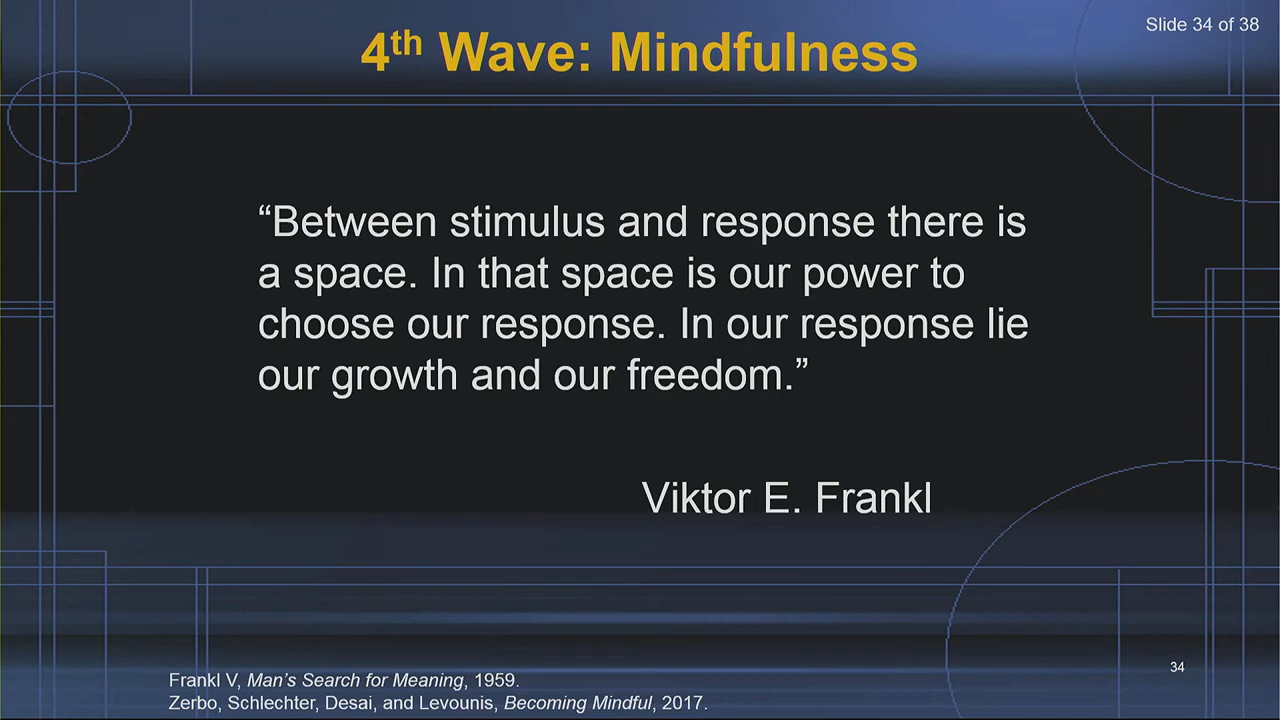 Slide 34 of 38
4th Wave: Mindfulness
“Between stimulus and response there is
a space. In that space is our power to
choose our response. In our response lie
our growth and our freedom.”
Viktor E. Frankl
34
Frankl V, Man’s Search for Meaning, 1959.
Zerbo, Schlechter, Desai, and Levounis, Becoming Mindful, 2017.